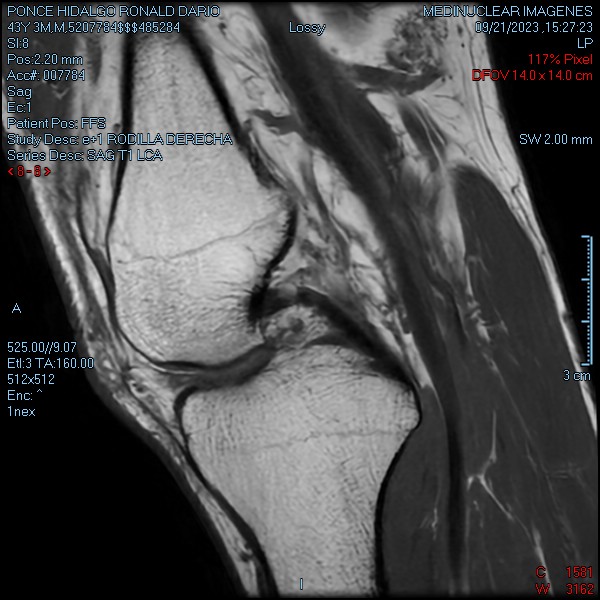 PONCE HIDALGO RONALD DARIO
43Y 3M,M,5207784$$$485284
SI:8
Pos:2.20 mm
Acc#: 007784
Sag
Ec:1
Patient Pos: FFS
Study Desc: e+1 RODILLA DERECHA
Series Desc: SAG T1 LCA
< 8 - 8 >
Lossy
MEDINUCLEAR IMAGENES
09/21/2023 ,15:27:23
LP
117% Pixel
DFOV 14.0 x 14.0 cm
SW 2.00 mm
A
525.00//9.07
Etl:3 TA:160.00
512x512
Enc: ^
1nex
3 cm
I
C 1581
W 3162